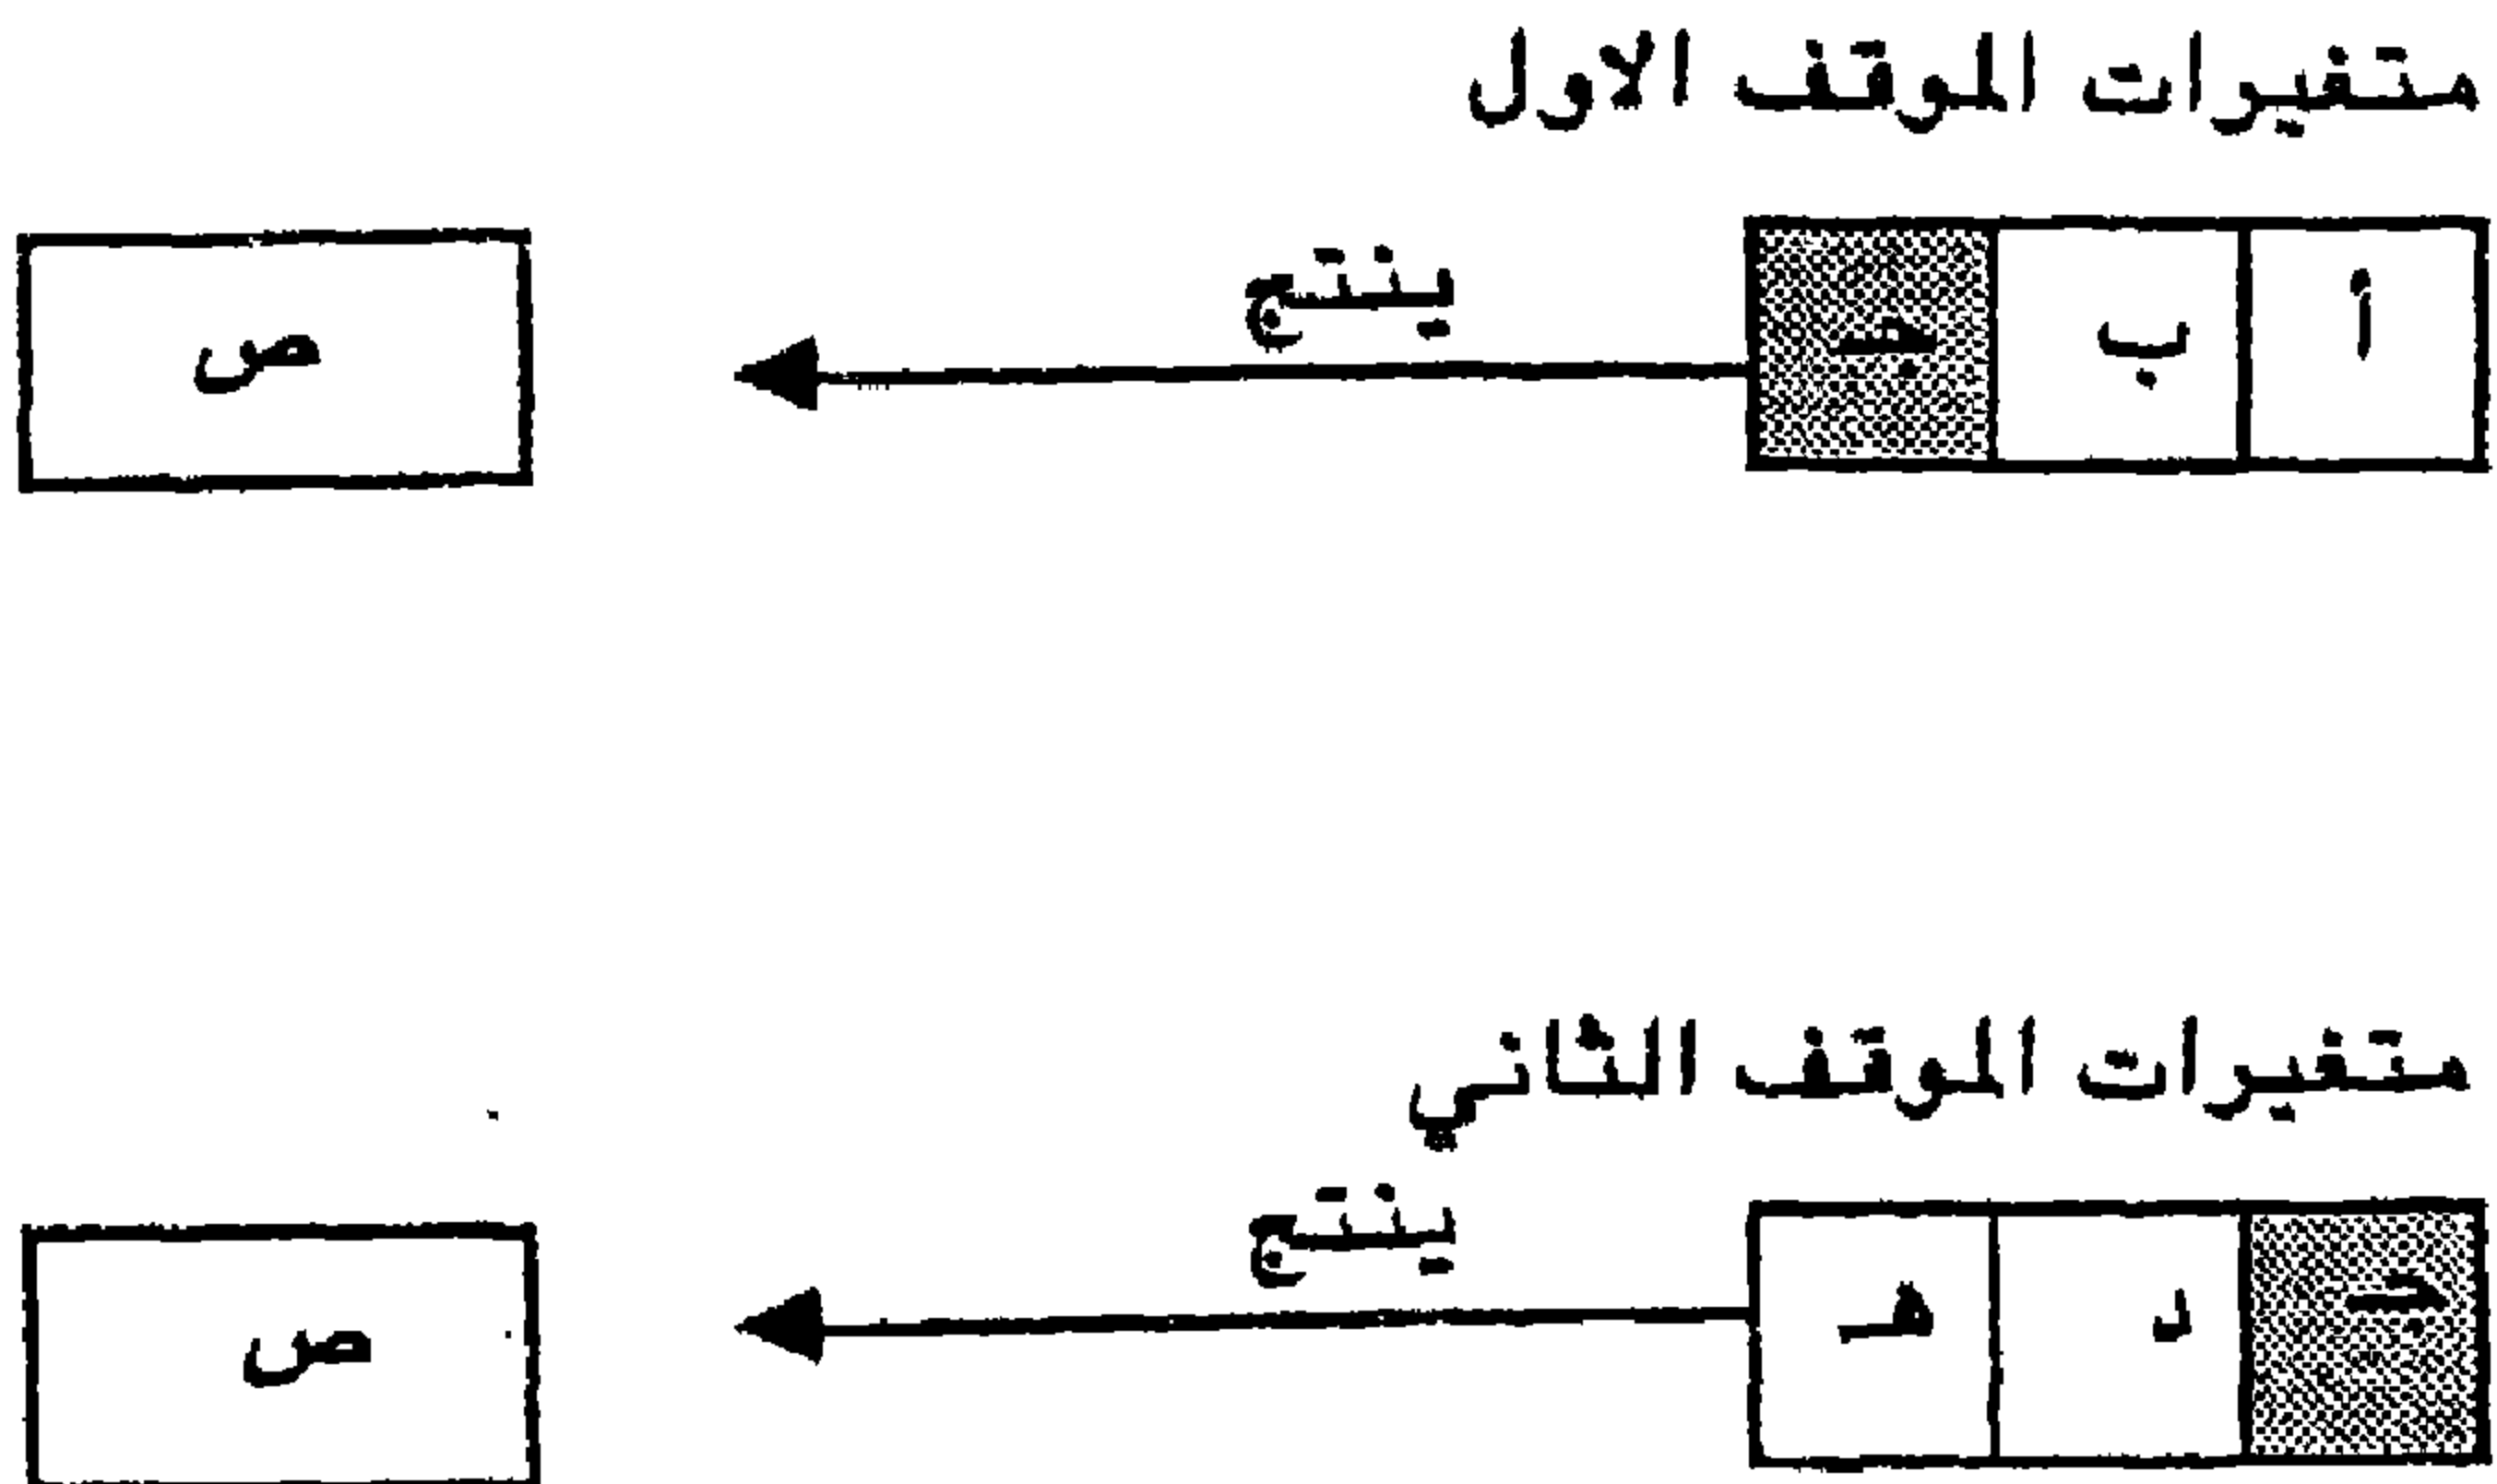 متغيرات الموقف الاول
أ ب جـ ينتج ص
متغيرات الموقف الثاني
جـ د هـ ينتج ص